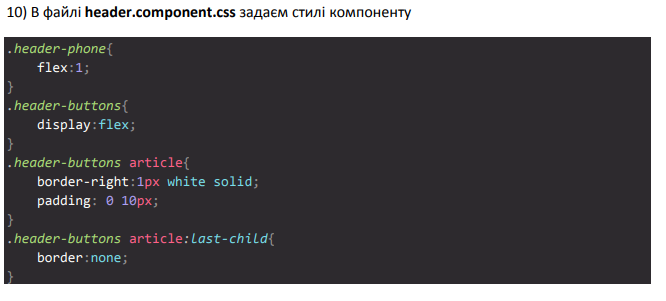 10) В файлі header.component.css задаєм стилі компоненту
.header-phone{
    flex:1;
}
.header-buttons{
    display:flex;
}
.header-buttons article{
    border-right:1px white solid;
    padding: 0 10px;
}
.header-buttons article:last-child{
    border:none;
}